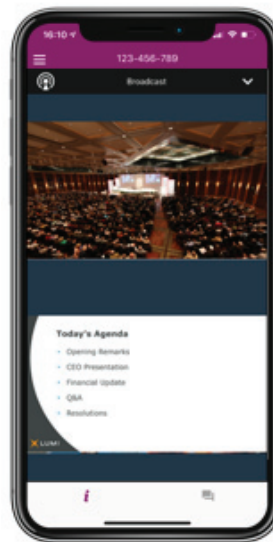 16:10
123-456-789
Broadcast
Today's Agenda
Opening Remarks
CEO Presentation
Financial Update
Q&A
Resolutions
LUMI
i